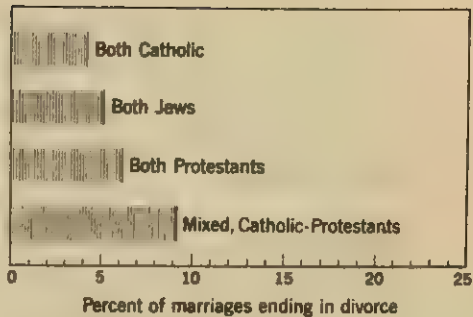 Both Catholic
Both Jews
Both Protestants
Mixed, Catholic-Protestants
0 5 10 15 20 25
Percent of marriages ending in divorce